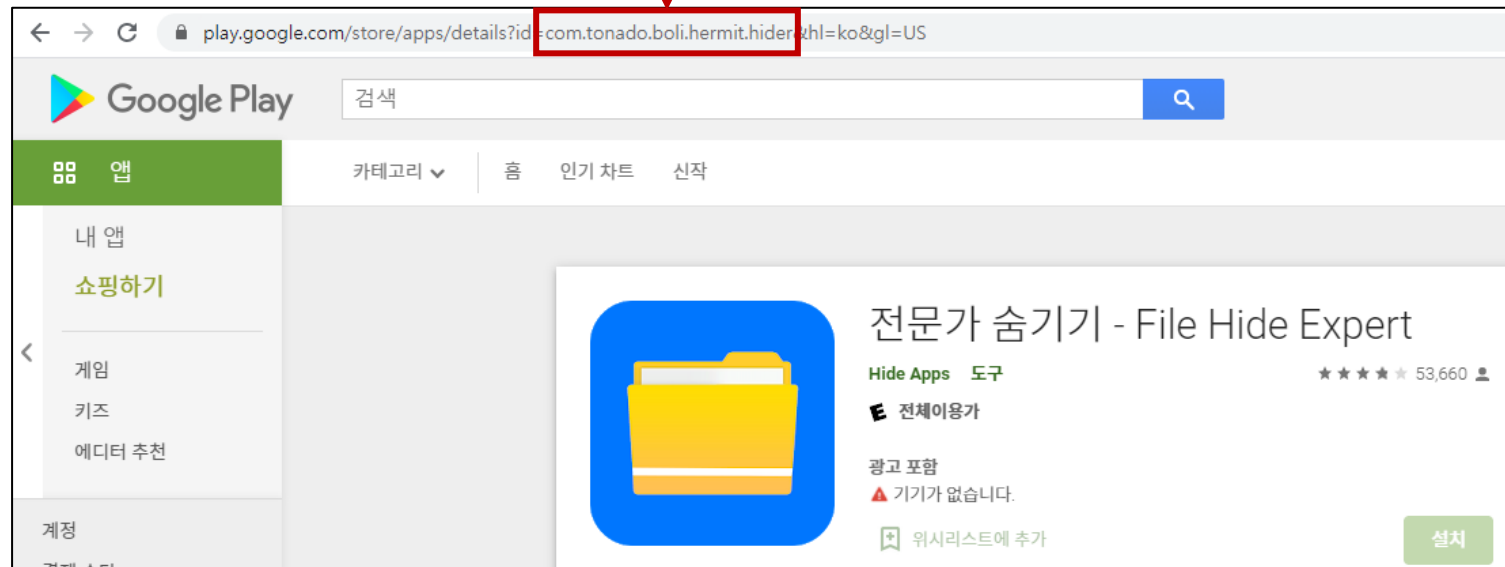 play.google.com/store/apps/details?id=com.tonado.boli.hermit.hider&hl=ko&gl=US
Google Play
검색
앱
카테고리
홈
인기 차트
신작
내 앱
쇼핑하기
게임
키즈
에디터 추천
계정
전문가 숨기기 - File Hide Expert
Hide Apps
도구
53,660
E 전체이용가
광고 포함
기기가 없습니다.
위시리스트에 추가
설치